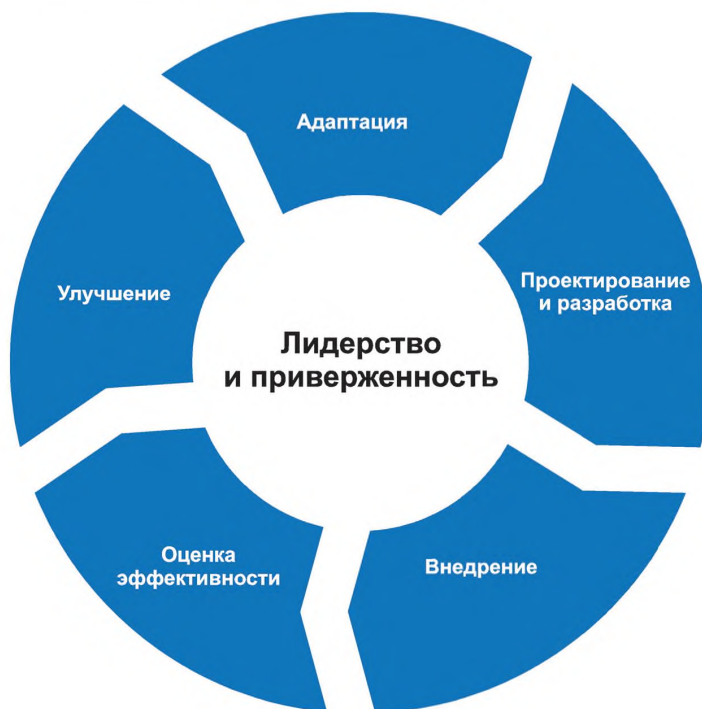 Адаптация
Проектирование
и разработка
Внедрение
Оценка
эффективности
Улучшение
Лидерство
и приверженность